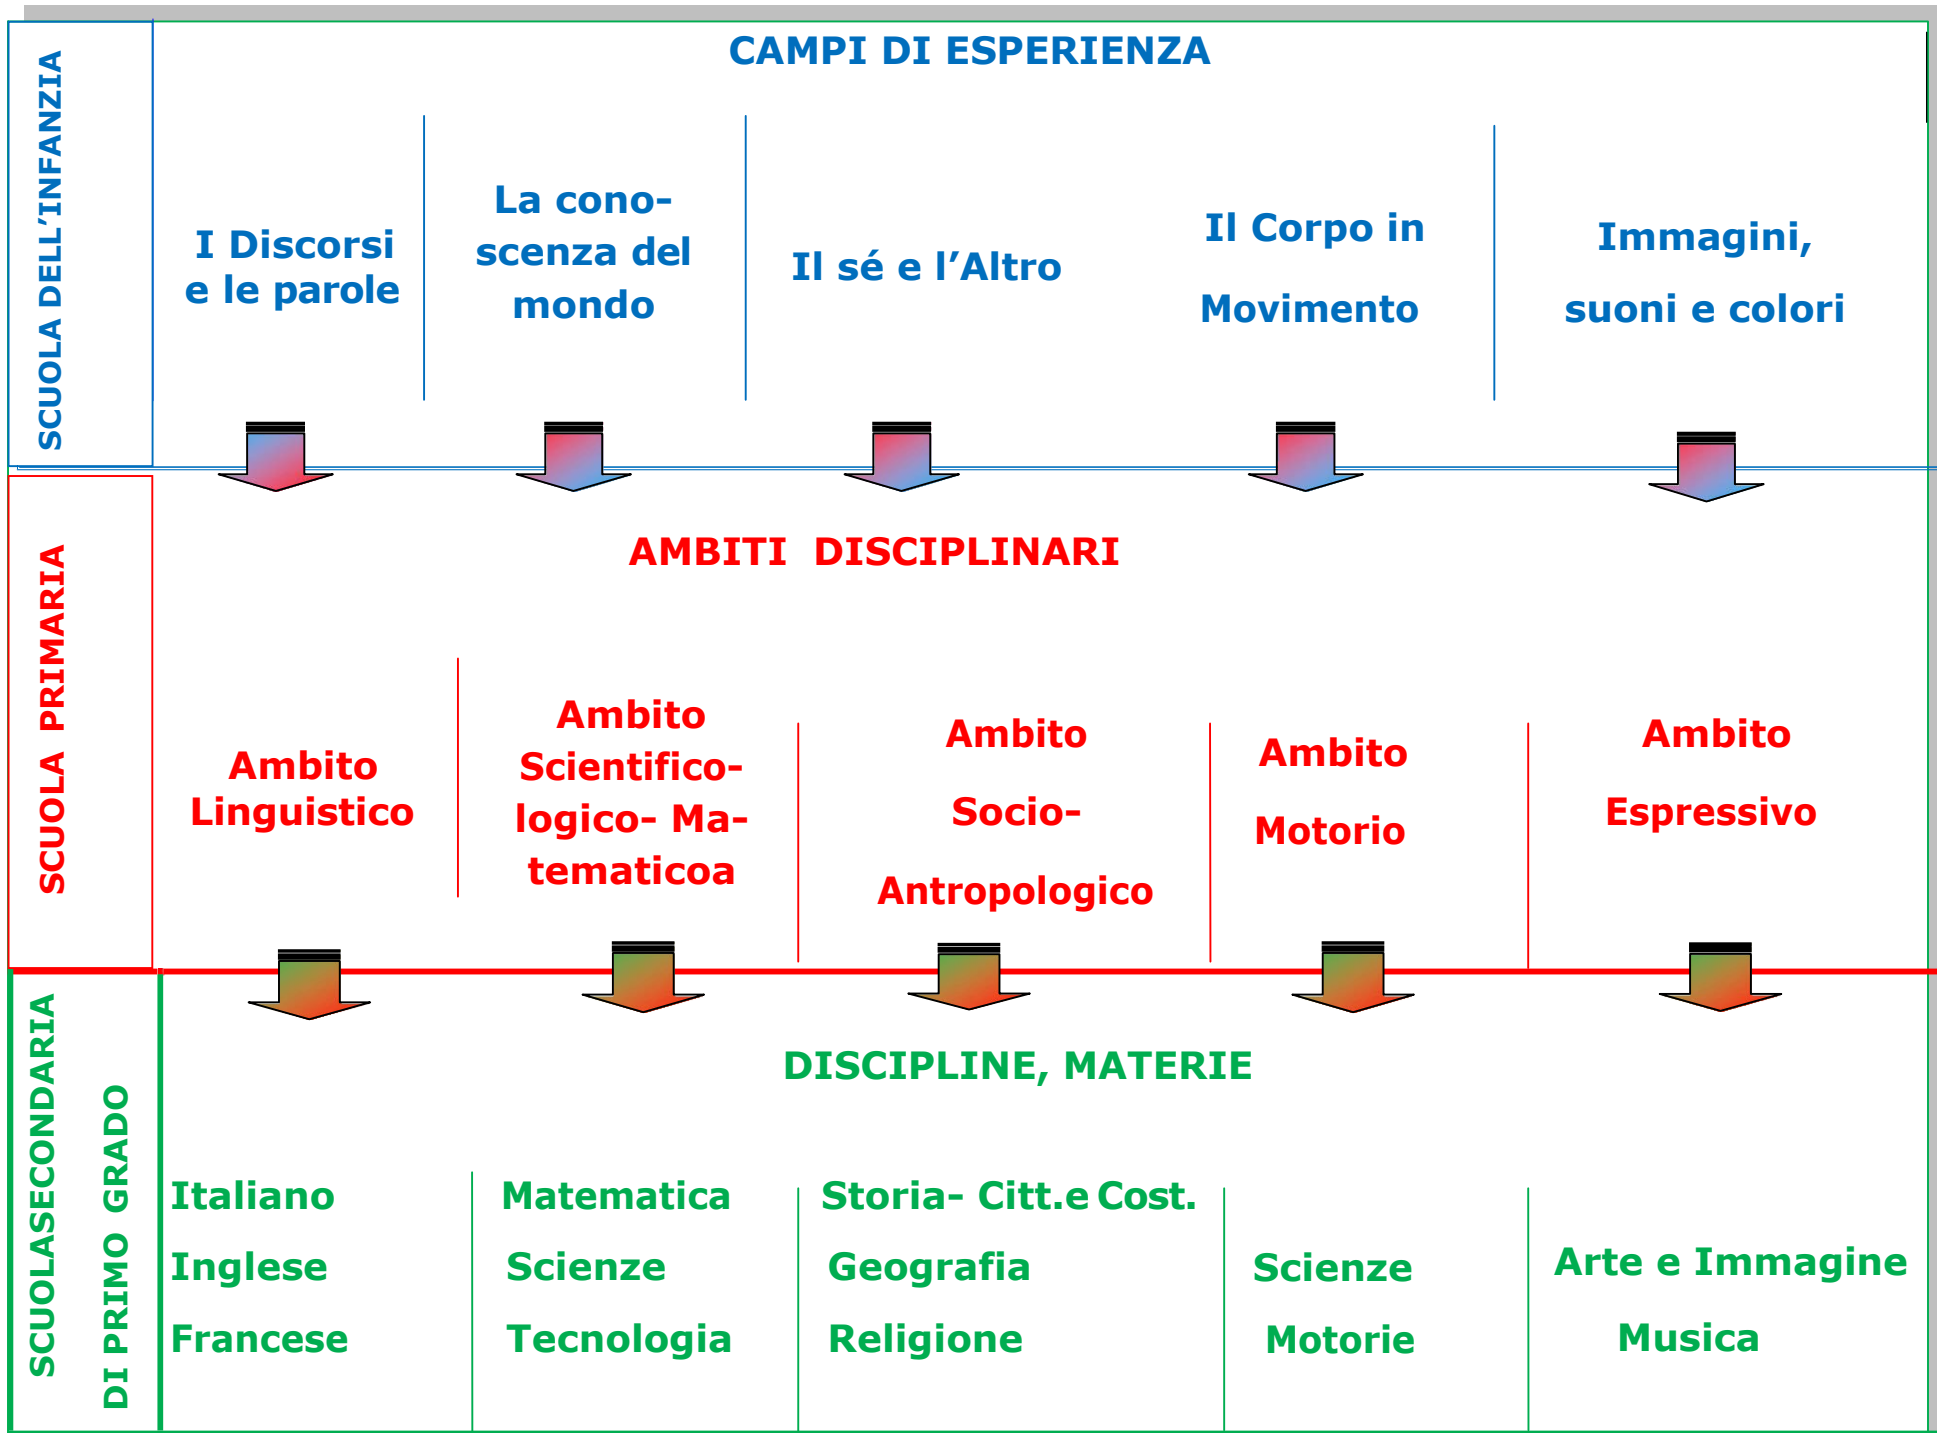 SCUOLA DELL’INFANZIA
CAMPI DI ESPERIENZA
I Discorsi
e le parole
La cono-
scenza del
mondo
Il sé e l’Altro
Il Corpo in
Movimento
Immagini,
suoni e colori
SCUOLA PRIMARIA
AMBITI DISCIPLINARI
Ambito
Linguistico
Ambito
Scientifico-
logico- Ma-
tematicoa
Ambito
Socio-
Antropologico
Ambito
Motorio
Ambito
Espressivo
SCUOLASECONDARIA
DI PRIMO GRADO
DISCIPLINE, MATERIE
Italiano
Inglese
Francese
Matematica
Scienze
Tecnologia
Storia- Citt.e Cost.
Geografia
Religione
Scienze
Motorie
Arte e Immagine
Musica